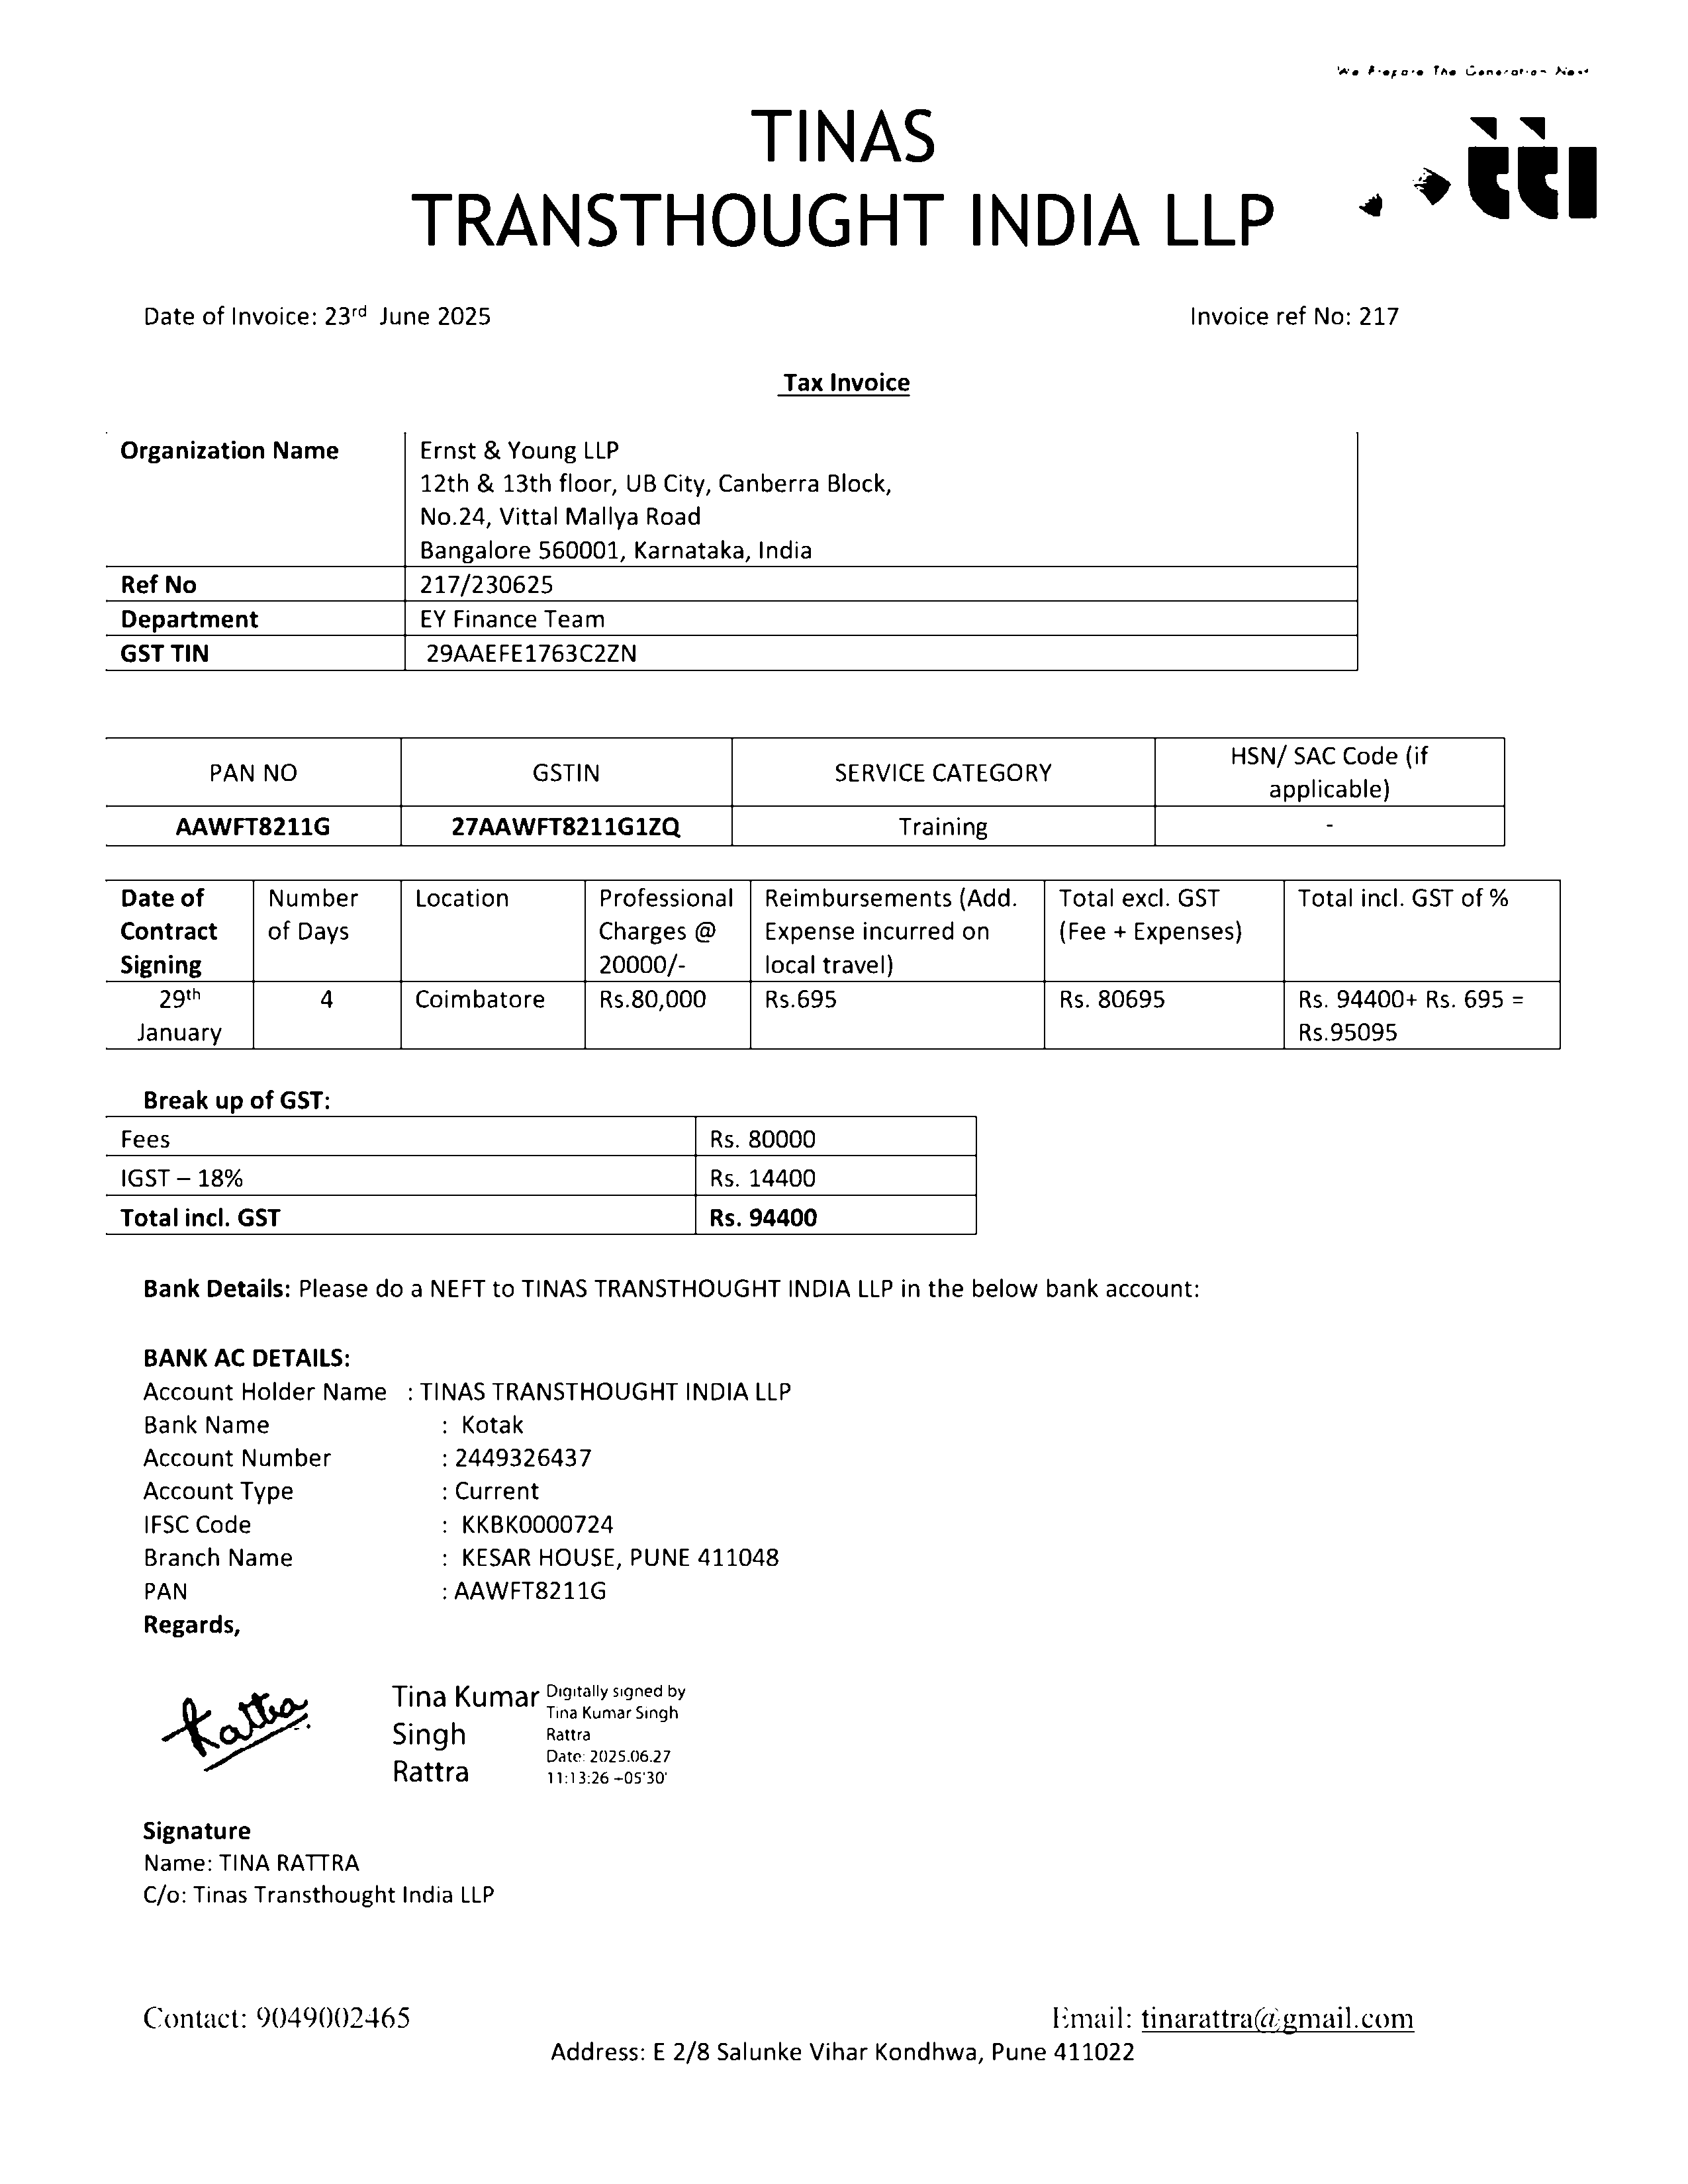 We Prepare The Generation Next
TINAS
TRANSTHOUGHT INDIA LLP
tti
Date of Invoice: 23rd June 2025
Invoice ref No: 217
Tax Invoice
Organization Name
Ernst & Young LLP
12th & 13th floor, UB City, Canberra Block,
No.24, Vittal Mallya Road
Bangalore 560001, Karnataka, India
Ref No 217/230625
Department EY Finance Team
GST TIN 29AAEFE1763C2ZN
PAN NO GSTIN SERVICE CATEGORY HSN/ SAC Code (if
applicable)
AAWFT8211G 27AAWFT8211G1ZQ Training -
Date of
Contract
Signing
Number
of Days
Location
Professional
Charges @
20000/-
Reimbursements (Add.
Expense incurred on
local travel)
Total excl. GST
(Fee + Expenses)
Total incl. GST of %
29th
January
4
Coimbatore
Rs.80,000
Rs.695
Rs. 80695
Rs. 94400+ Rs. 695 =
Rs.95095
Break up of GST:
Fees Rs. 80000
IGST – 18% Rs. 14400
Total incl. GST Rs. 94400
Bank Details: Please do a NEFT to TINAS TRANSTHOUGHT INDIA LLP in the below bank account:
BANK AC DETAILS:
Account Holder Name : TINAS TRANSTHOUGHT INDIA LLP
Bank Name : Kotak
Account Number : 2449326437
Account Type : Current
IFSC Code : KKBK0000724
Branch Name : KESAR HOUSE, PUNE 411048
PAN : AAWFT8211G
Regards,
Rattra
Tina Kumar
Singh
Rattra
Digitally signed by
Tina Kumar Singh
Rattra
Date: 2025.06.27
11:13:26 +05'30'
Signature
Name: TINA RATTRA
C/o: Tinas Transthought India LLP
Contact: 9049002465
Email: tinarattra@gmail.com
Address: E 2/8 Salunke Vihar Kondhwa, Pune 411022